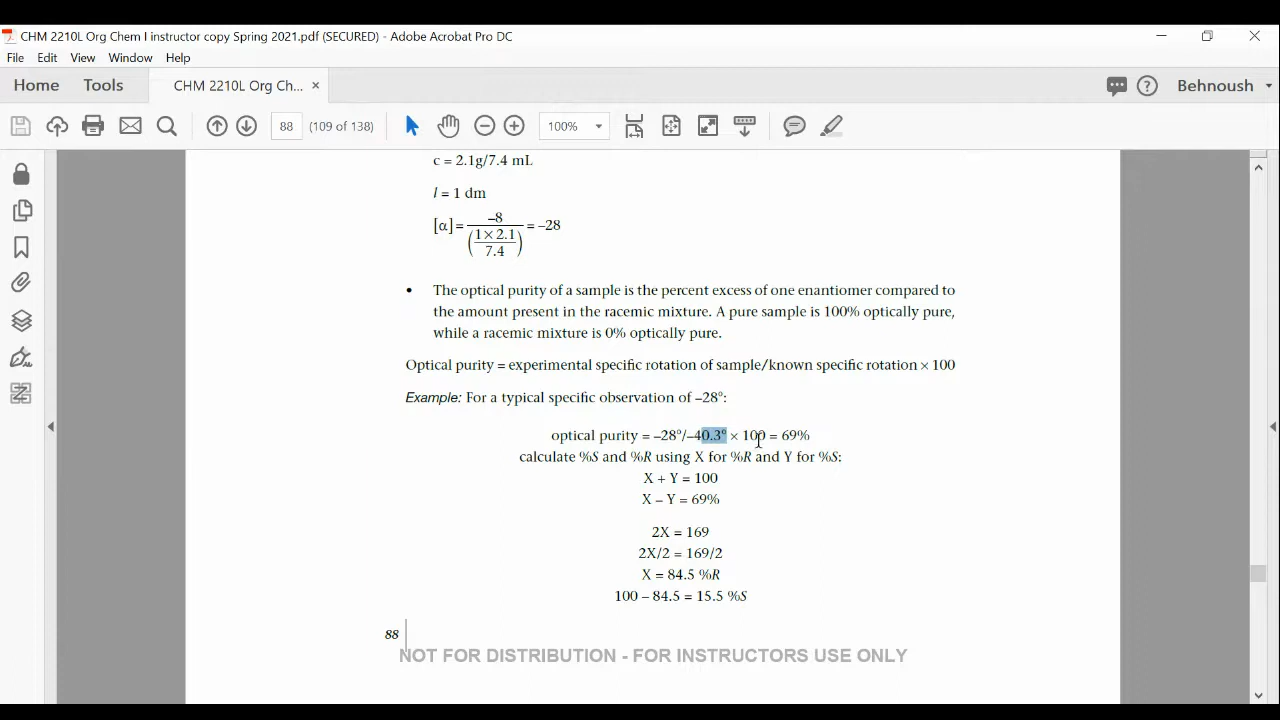 CHM 2210L Org Chem I instructor copy Spring 2021.pdf (SECURED) - Adobe Acrobat Pro DC
File Edit View Window Help
Home Tools CHM 2210L Org Ch... × Behnoush
88 (109 of 138) 100%
c = 2.1g/7.4 mL
l = 1 dm
[α] = –8 / (1 × 2.1 / 7.4) = –28
• The optical purity of a sample is the percent excess of one enantiomer compared to
the amount present in the racemic mixture. A pure sample is 100% optically pure,
while a racemic mixture is 0% optically pure.
Optical purity = experimental specific rotation of sample/known specific rotation × 100
Example: For a typical specific observation of –28°:
optical purity = –28°/–40.3° × 100 = 69%
calculate %S and %R using X for %R and Y for %S:
X + Y = 100
X – Y = 69%
2X = 169
2X/2 = 169/2
X = 84.5 %R
100 – 84.5 = 15.5 %S
88
NOT FOR DISTRIBUTION - FOR INSTRUCTORS USE ONLY